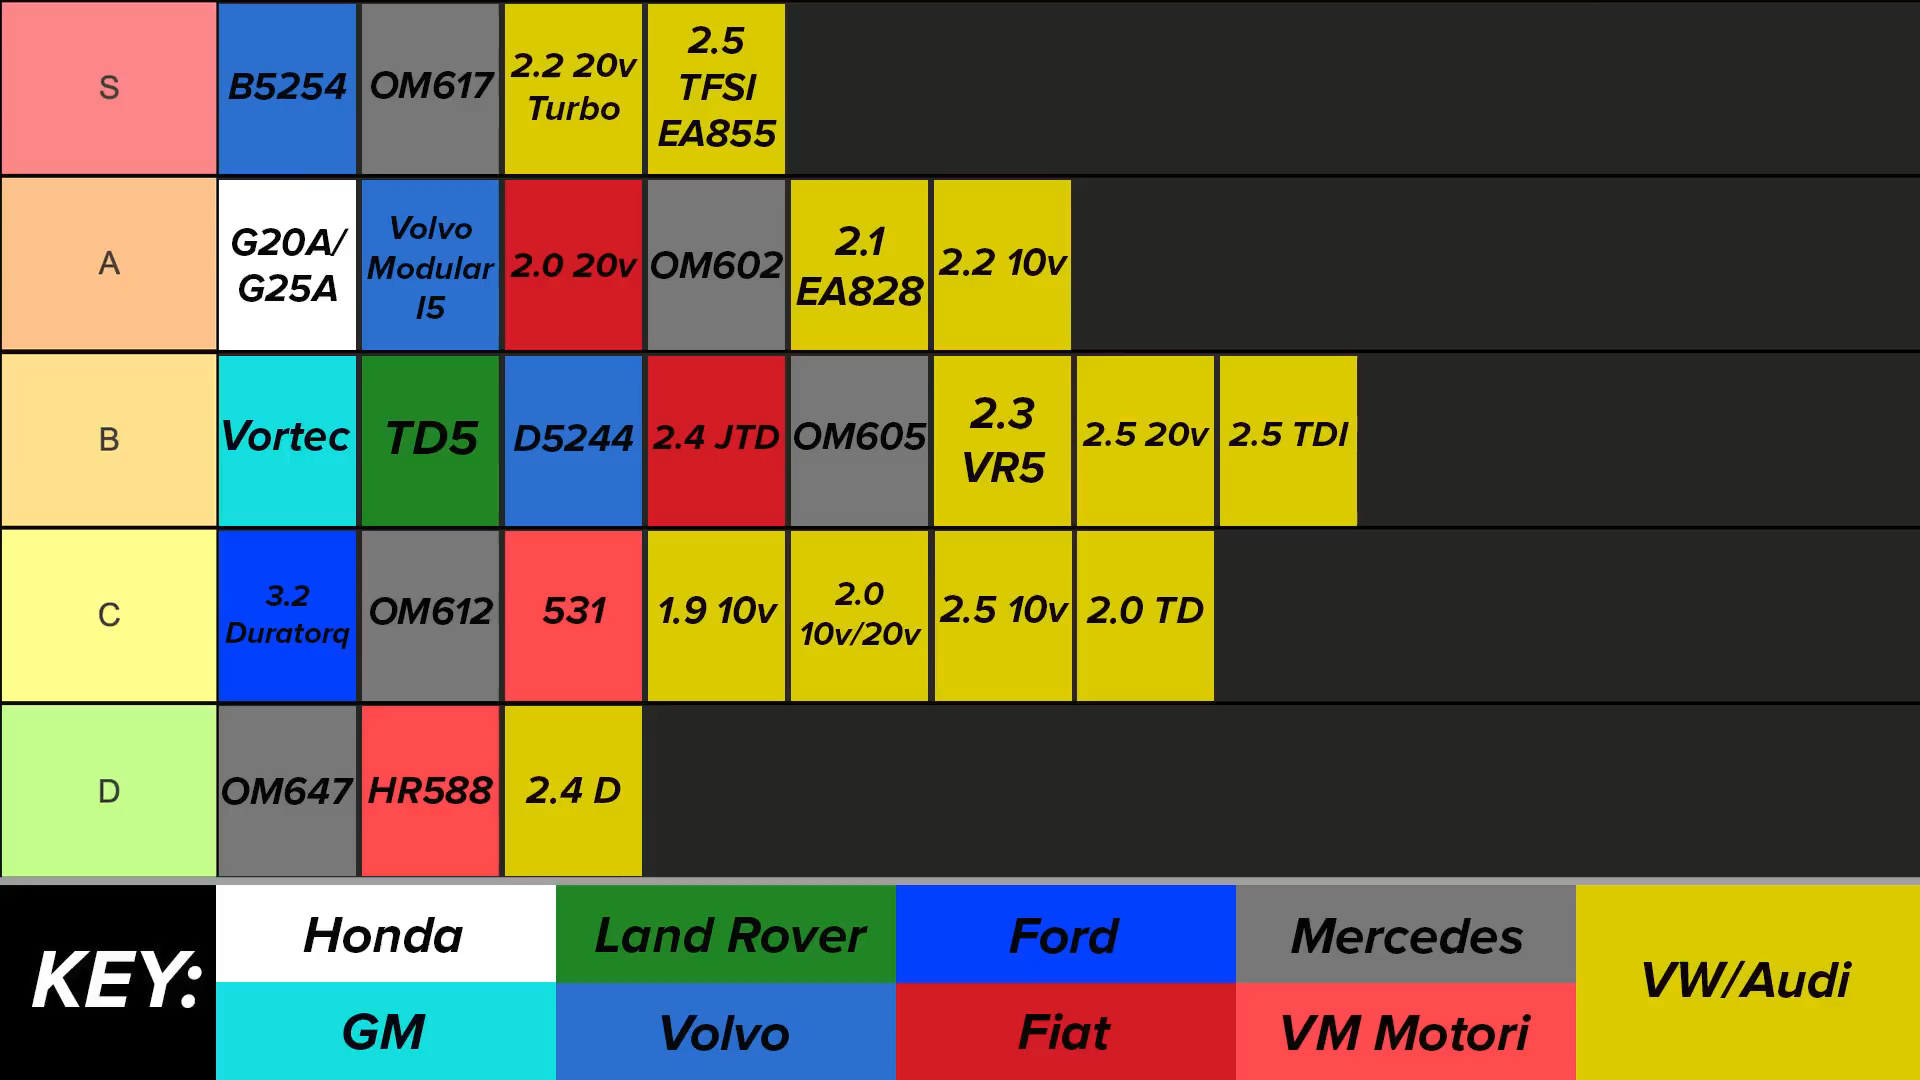 S
B5254
OM617
2.2 20v
Turbo
2.5
TFSI
EA855
A
G20A/
G25A
Volvo
Modular
I5
2.0 20v
OM602
2.1
EA828
2.2 10v
B
Vortec
TD5
D5244
2.4 JTD
OM605
2.3
VR5
2.5 20v
2.5 TDI
C
3.2
Duratorq
OM612
531
1.9 10v
2.0
10v/20v
2.5 10v
2.0 TD
D
OM647
HR588
2.4 D
KEY:
Honda
Land Rover
Ford
Mercedes
VW/Audi
GM
Volvo
Fiat
VM Motori